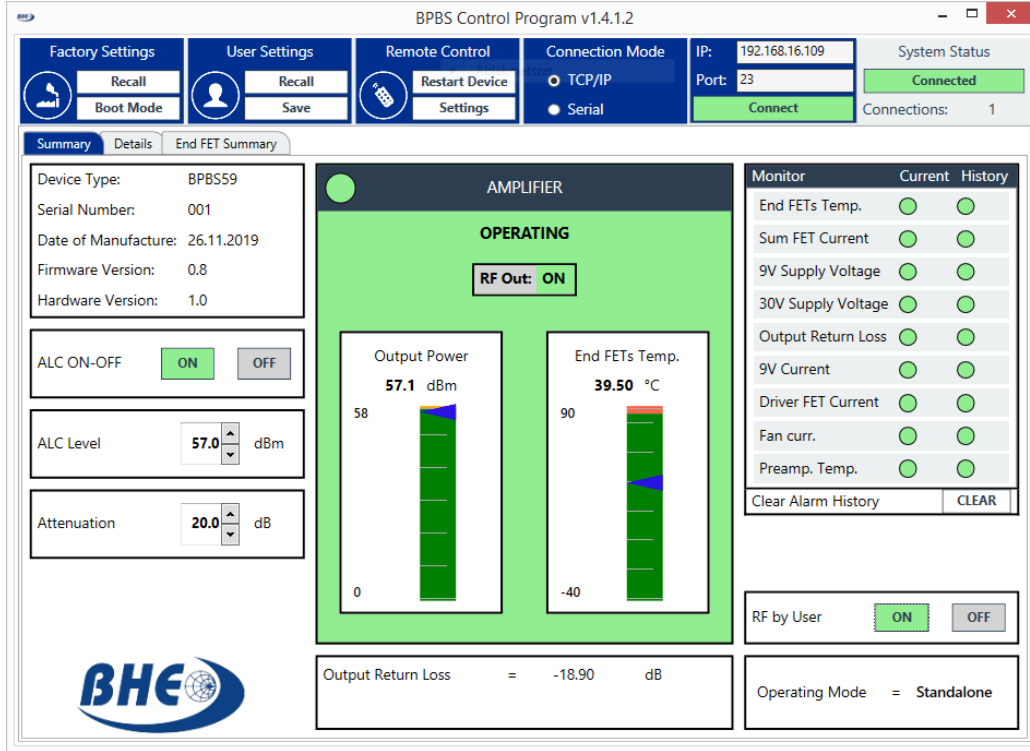 BHE
BPBS Control Program v1.4.1.2
Factory Settings
Recall
Boot Mode
User Settings
Recall
Save
Remote Control
Restart Device
Settings
Connection Mode
TCP/IP
Serial
IP: 192.168.16.109
Port: 23
Connect
System Status
Connected
Connections: 1
Summary Details End FET Summary
Device Type: BPBS59
Serial Number: 001
Date of Manufacture: 26.11.2019
Firmware Version: 0.8
Hardware Version: 1.0
ALC ON-OFF ON OFF
ALC Level 57.0 dBm
Attenuation 20.0 dB
BHE
AMPLIFIER
OPERATING
RF Out: ON
Output Power
57.1 dBm
58
0
End FETs Temp.
39.50 °C
90
-40
Output Return Loss = -18.90 dB
Monitor Current History
End FETs Temp.
Sum FET Current
9V Supply Voltage
30V Supply Voltage
Output Return Loss
9V Current
Driver FET Current
Fan curr.
Preamp. Temp.
Clear Alarm History CLEAR
RF by User ON OFF
Operating Mode = Standalone